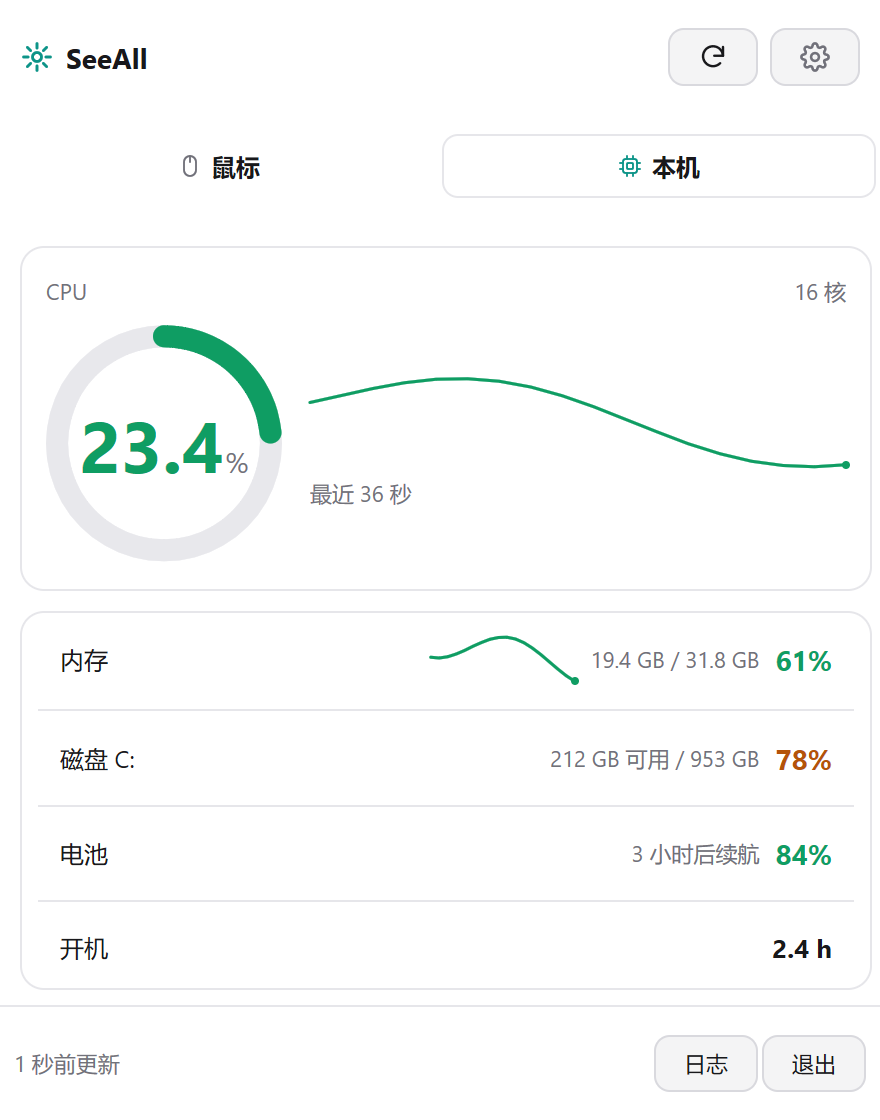 SeeAll
鼠标 本机
CPU 16 核
23.4%
最近 36 秒
内存 19.4 GB / 31.8 GB 61%
磁盘 C: 212 GB 可用 / 953 GB 78%
电池 3 小时后续航 84%
开机 2.4 h
1 秒前更新 日志 退出